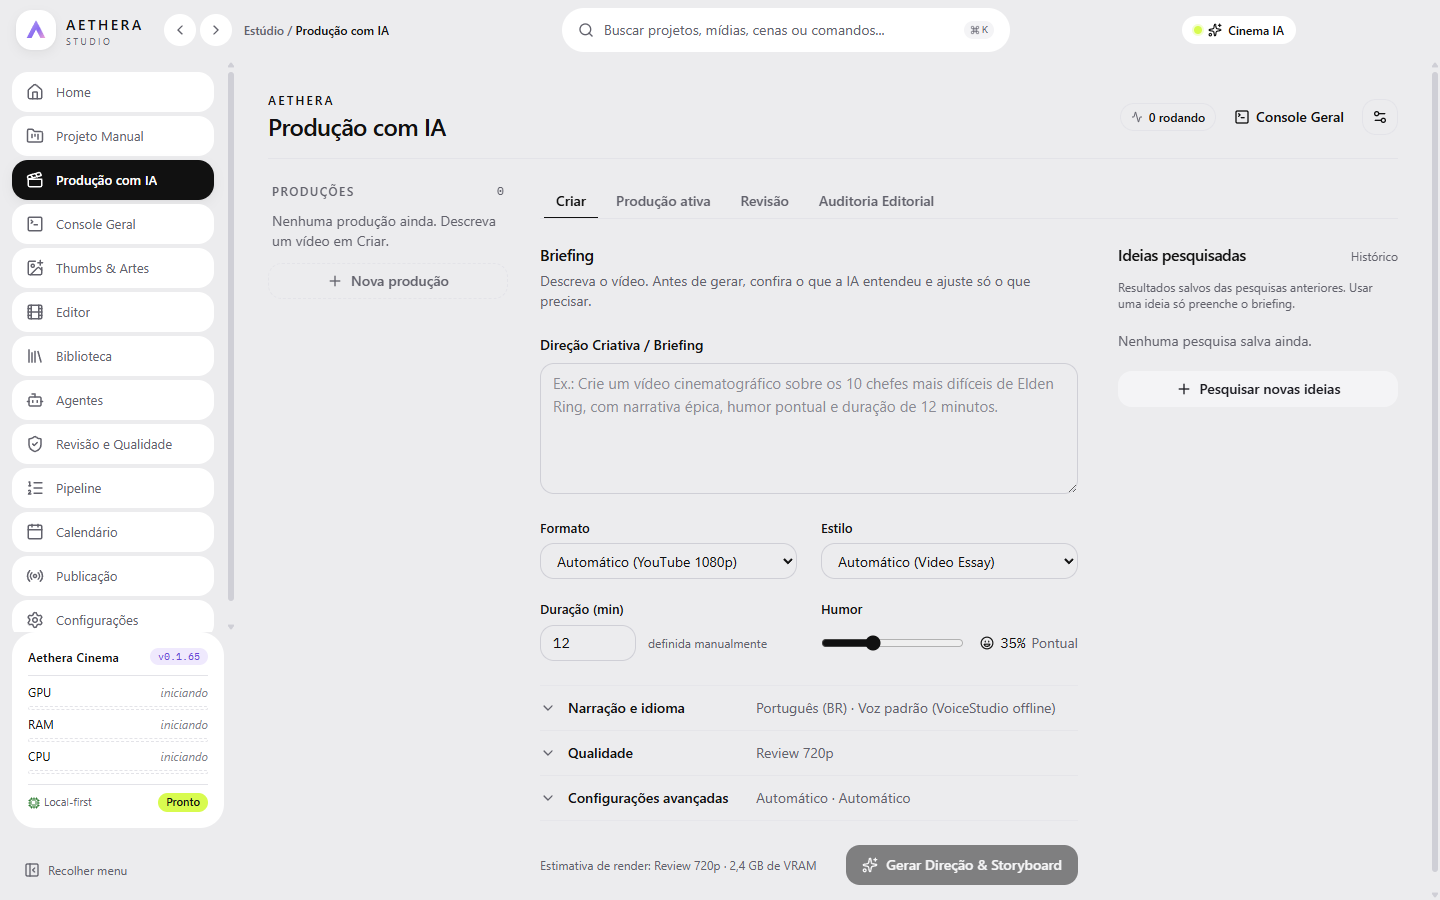 AETHERA
STUDIO
Estúdio / Produção com IA
Buscar projetos, mídias, cenas ou comandos...
⌘ K
Cinema IA
Home
Projeto Manual
Produção com IA
Console Geral
Thumbs & Artes
Editor
Biblioteca
Agentes
Revisão e Qualidade
Pipeline
Calendário
Publicação
Configurações
Aethera Cinema
v0.1.65
GPU
iniciando
RAM
iniciando
CPU
iniciando
Local-first
Pronto
Recolher menu
AETHERA
Produção com IA
0 rodando
Console Geral
PRODUÇÕES
0
Nenhuma produção ainda. Descreva
um vídeo em Criar.
Nova produção
Criar
Produção ativa
Revisão
Auditoria Editorial
Briefing
Descreva o vídeo. Antes de gerar, confira o que a IA entendeu e ajuste só o que
precisar.
Direção Criativa / Briefing
Ex.: Crie um vídeo cinematográfico sobre os 10 chefes mais difíceis de Elden
Ring, com narrativa épica, humor pontual e duração de 12 minutos.
Formato
Automático (YouTube 1080p)
Estilo
Automático (Video Essay)
Duração (min)
12
definida manualmente
Humor
35% Pontual
Narração e idioma
Português (BR) · Voz padrão (VoiceStudio offline)
Qualidade
Review 720p
Configurações avançadas
Automático · Automático
Estimativa de render: Review 720p · 2,4 GB de VRAM
Gerar Direção & Storyboard
Ideias pesquisadas
Histórico
Resultados salvos das pesquisas anteriores. Usar
uma ideia só preenche o briefing.
Nenhuma pesquisa salva ainda.
Pesquisar novas ideias